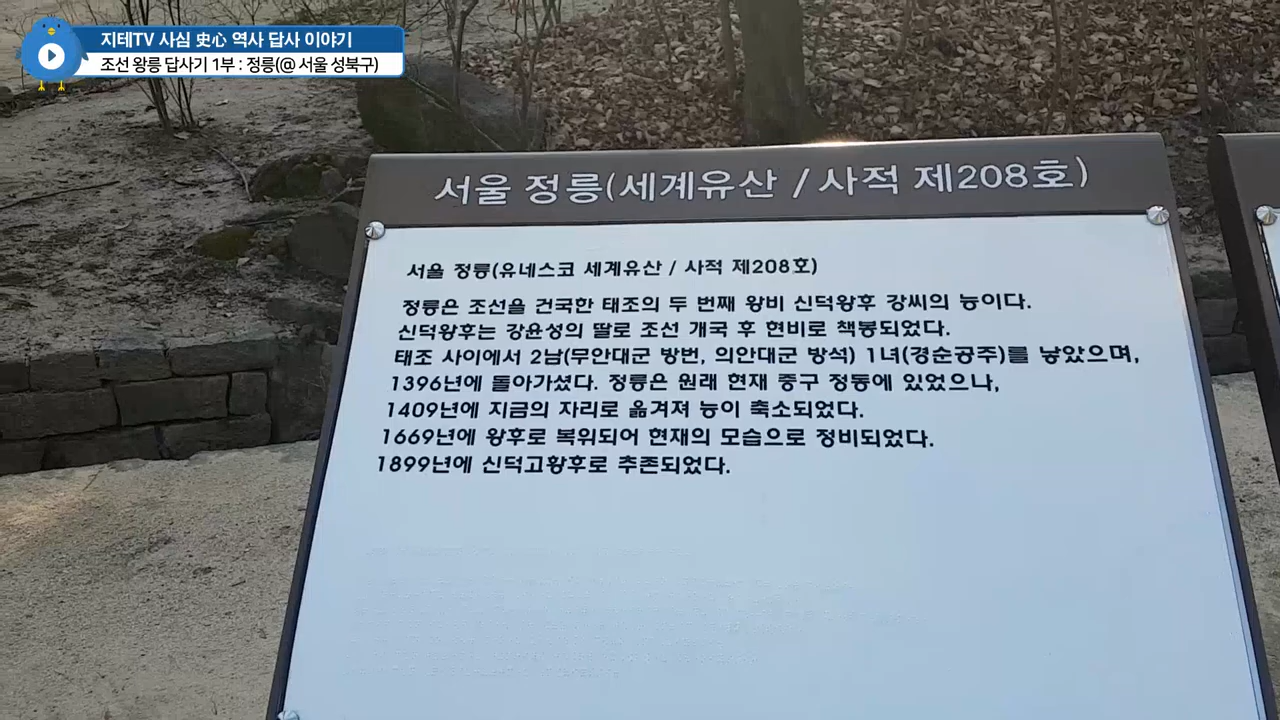 지테TV 사심 史心 역사 답사 이야기
조선 왕릉 답사기 1부 : 정릉(@ 서울 성북구)
서울 정릉(세계유산 / 사적 제208호)
서울 정릉(유네스코 세계유산 / 사적 제208호)
정릉은 조선을 건국한 태조의 두 번째 왕비 신덕왕후 강씨의 능이다.
신덕왕후는 강윤성의 딸로 조선 개국 후 현비로 책봉되었다.
태조 사이에서 2남(무안대군 방번, 의안대군 방석) 1녀(경순공주)를 낳았으며,
1396년에 돌아가셨다. 정릉은 원래 현재 중구 정동에 있었으나,
1409년에 지금의 자리로 옮겨져 능이 축소되었다.
1669년에 왕후로 복위되어 현재의 모습으로 정비되었다.
1899년에 신덕고황후로 추존되었다.